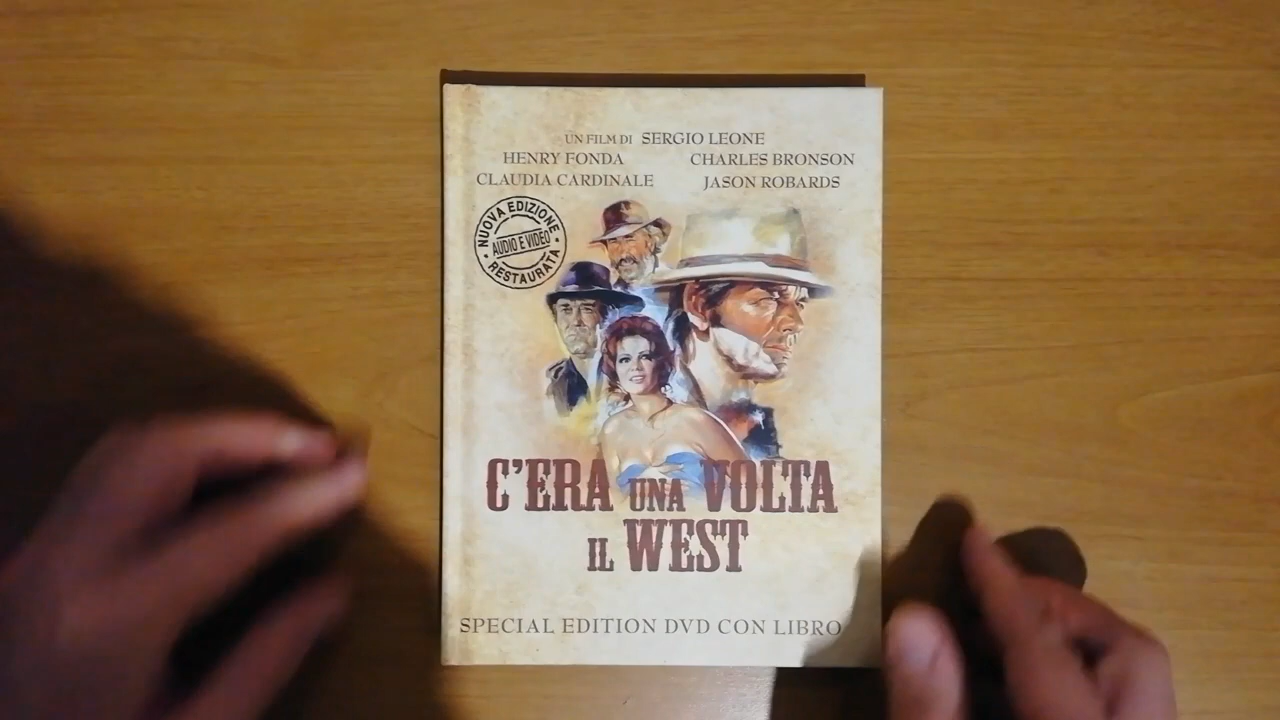 UN FILM DI SERGIO LEONE
HENRY FONDA CHARLES BRONSON
CLAUDIA CARDINALE JASON ROBARDS
NUOVA EDIZIONE
AUDIO E VIDEO
RESTAURATA
C'ERA UNA VOLTA
IL WEST
SPECIAL EDITION DVD CON LIBRO